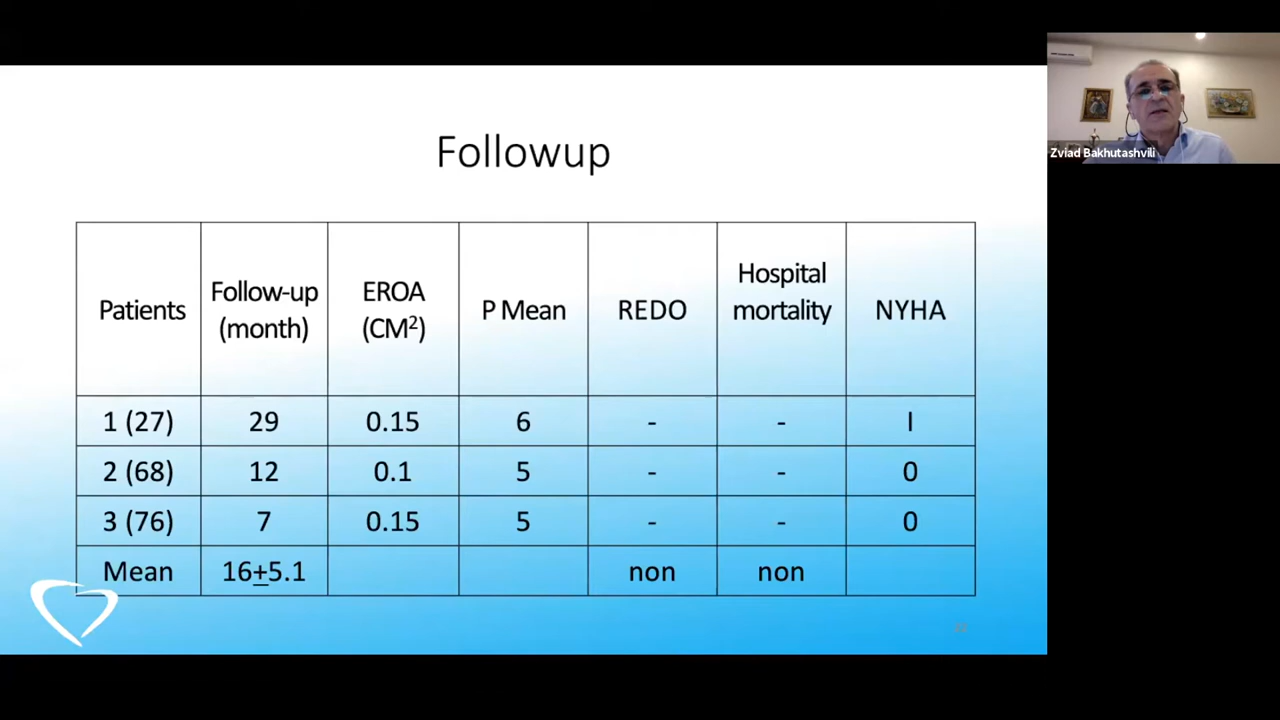 Followup
Patients
Follow-up
(month)
EROA
(CM²)
P Mean
REDO
Hospital
mortality
NYHA
1 (27) 29 0.15 6 - - I
2 (68) 12 0.1 5 - - 0
3 (76) 7 0.15 5 - - 0
Mean 16±5.1 non non
Zviad Bakhutashvili